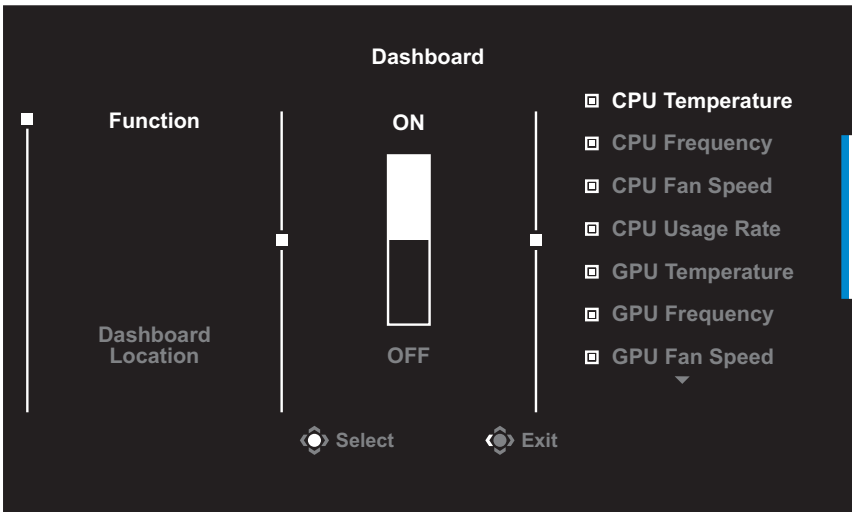 Dashboard
Function
Dashboard
Location
ON
OFF
CPU Temperature
CPU Frequency
CPU Fan Speed
CPU Usage Rate
GPU Temperature
GPU Frequency
GPU Fan Speed
Select
Exit